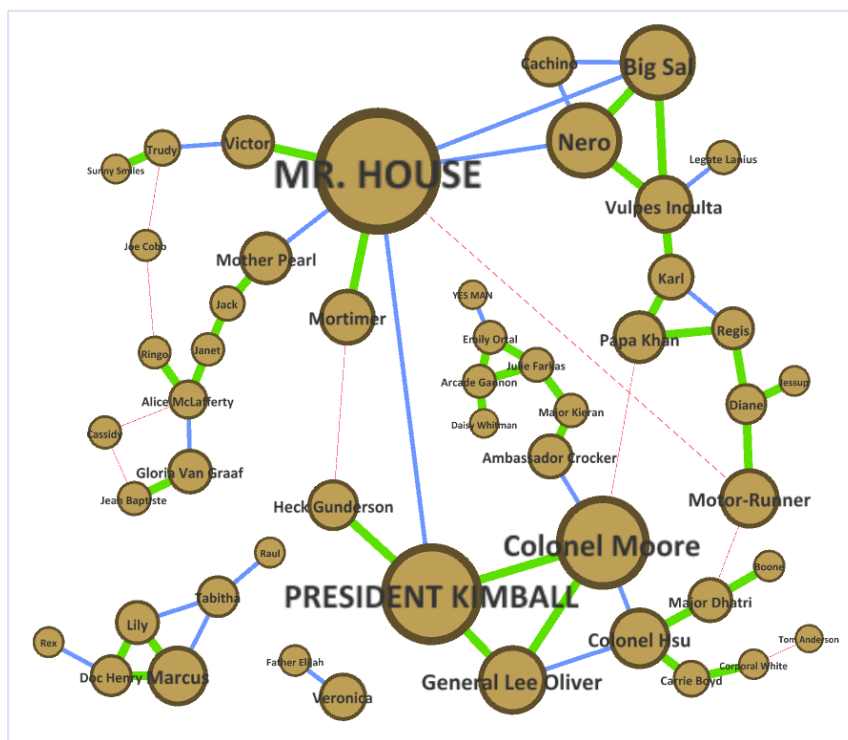 Cachino
Big Sal
Trudy
Victor
Nero
Sunny Smiles
MR. HOUSE
Legate Lanius
Vulpes Inculta
Joe Cobb
Mother Pearl
Karl
YES MAN
Jack
Mortimer
Papa Khan
Regis
Emily Ortal
Ringo
Janet
Julie Farkas
Arcade Gannon
Jessup
Alice McLafferty
Diane
Major Kieran
Daisy Whitman
Cassidy
Ambassador Crocker
Gloria Van Graaf
Jean Baptiste
Heck Gunderson
Motor-Runner
Colonel Moore
Raul
Boone
PRESIDENT KIMBALL
Tabitha
Major Dhatri
Lily
Rex
Colonel Hsu
Tom Anderson
Father Elijah
Corporal White
Doc Henry
Marcus
General Lee Oliver
Carrie Boyd
Veronica